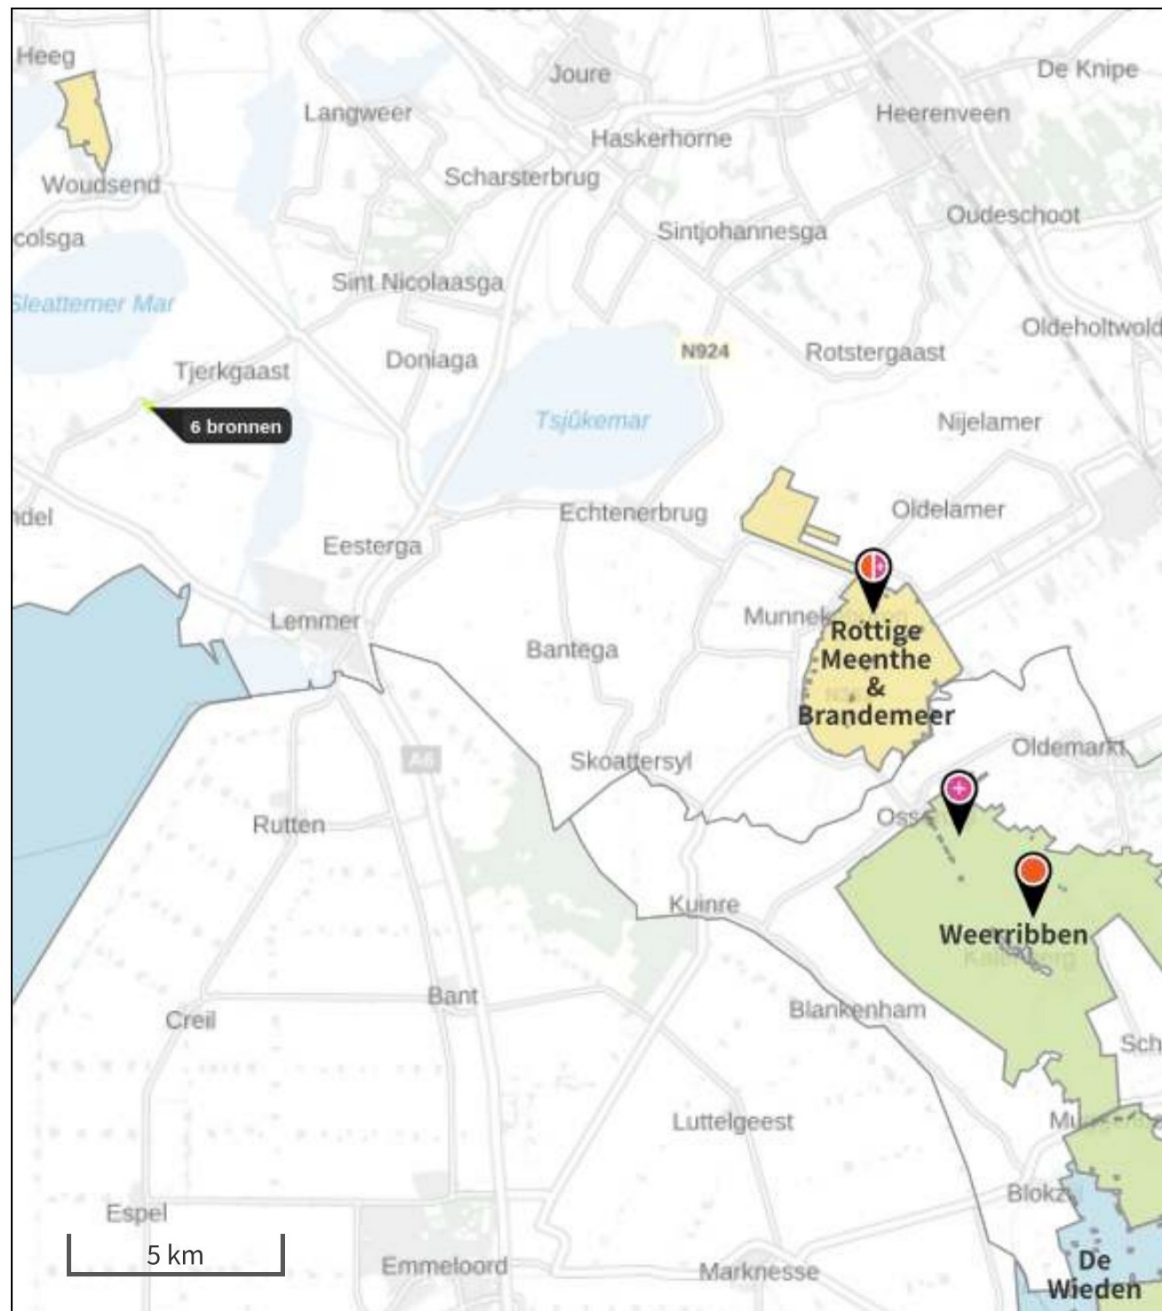 Heeg
Joure
De Knipe
Langweer
Heerenveen
Haskerhorne
Woudsend
Scharsterbrug
Oudeschoot
colsga
Sintjohannesga
Sint Nicolaasga
Sleattemer Mar
Oldeholtwold
Tjerkgaast
Doniaga
N924
Rotstergaast
6 bronnen
Tsjûkemar
Nijelamer
ndel
Echtenerbrug
Oldelamer
Eesterga
Lemmer
Munnek
Rottige
Meenthe
&
Brandemeer
Bantega
Skoattersyl
Oldemarkt
A6
Rutten
Oss
Kuinre
Weerribben
Bant
Blankenham
Creil
Sch
Luttelgeest
Mu
Blokz
Espel
5 km
Emmeloord
Marknesse
De
Wieden